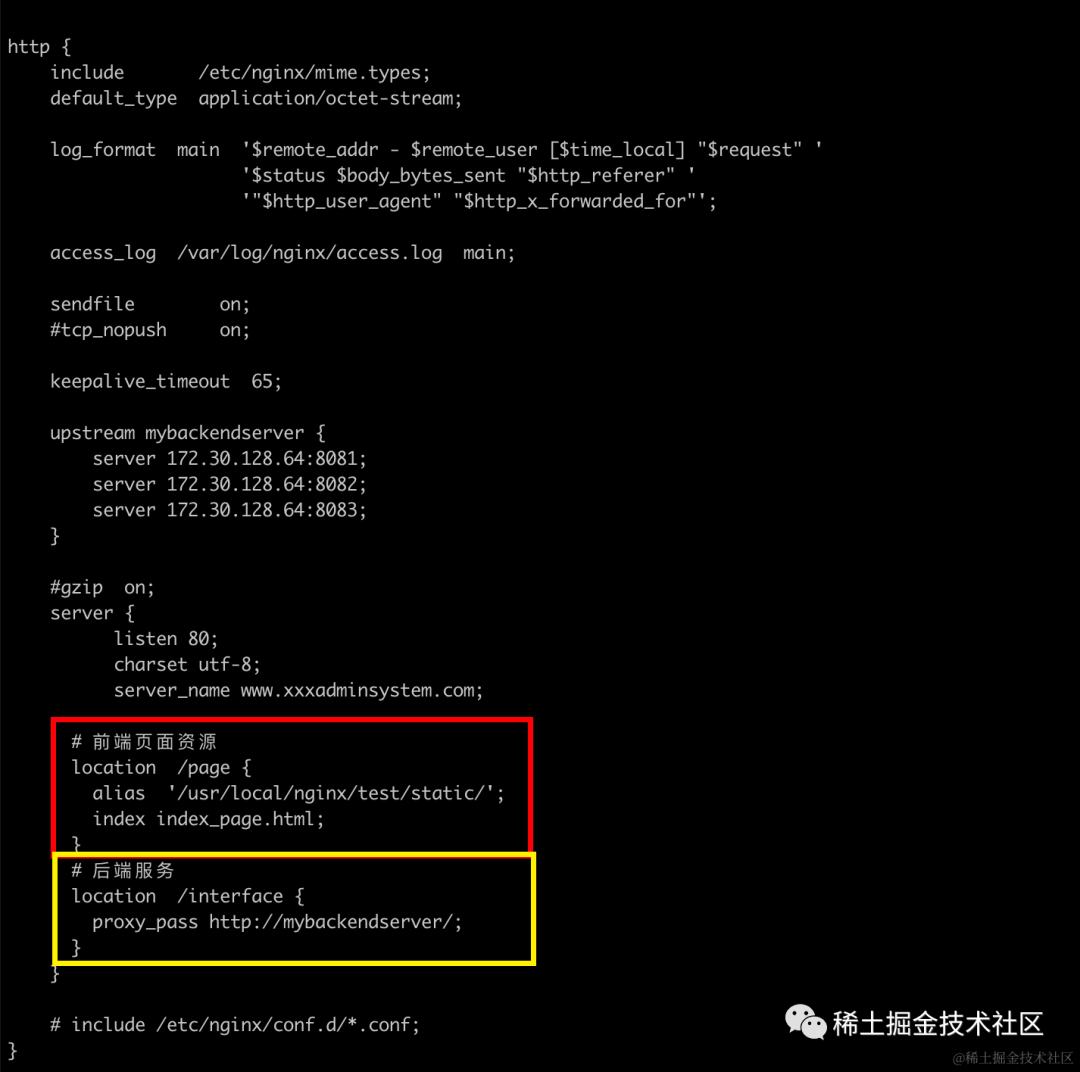 http {
    include       /etc/nginx/mime.types;
    default_type  application/octet-stream;

    log_format  main  '$remote_addr - $remote_user [$time_local] "$request" '
                      '$status $body_bytes_sent "$http_referer" '
                      '"$http_user_agent" "$http_x_forwarded_for"';

    access_log  /var/log/nginx/access.log  main;

    sendfile        on;
    #tcp_nopush     on;

    keepalive_timeout  65;

    upstream mybackendserver {
        server 172.30.128.64:8081;
        server 172.30.128.64:8082;
        server 172.30.128.64:8083;
    }

    #gzip  on;
    server {
          listen 80;
          charset utf-8;
          server_name www.xxxadminsystem.com;

      # 前端页面资源
      location  /page {
        alias  '/usr/local/nginx/test/static/';
        index index_page.html;
      }
      # 后端服务
      location  /interface {
        proxy_pass http://mybackendserver/;
      }
    }

    # include /etc/nginx/conf.d/*.conf;
}
稀土掘金技术社区
@稀土掘金技术社区